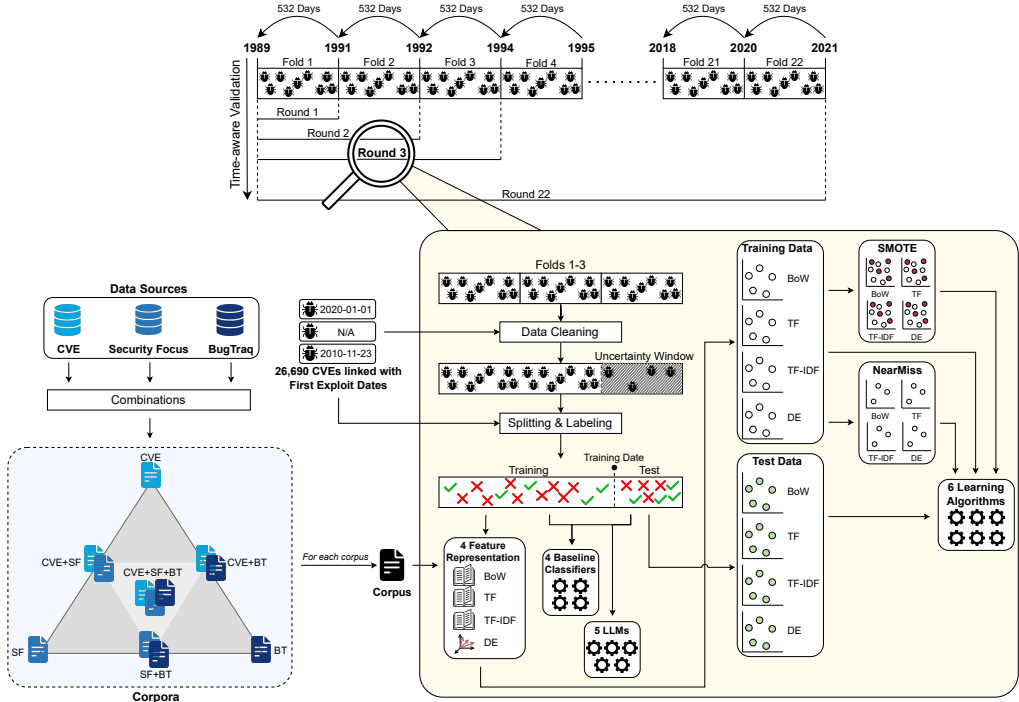 532 Days 532 Days 532 Days 532 Days 532 Days 532 Days
1989 1991 1992 1994 1995 2018 2020 2021
Fold 1 Fold 2 Fold 3 Fold 4 Fold 21 Fold 22
Time-aware Validation
Round 1
Round 2
Round 3
Round 22
Data Sources
CVE Security Focus BugTraq
Combinations
CVE
CVE+SF
CVE+BT
CVE+SF+BT
SF
SF+BT
BT
Corpora
For each corpus
Corpus
2020-01-01
N/A
2010-11-23
26,690 CVEs linked with
First Exploit Dates
Folds 1-3
Data Cleaning
Uncertainty Window
Splitting & Labeling
Training
Training Date
Test
4 Feature
Representation
BoW
TF
TF-IDF
DE
4 Baseline
Classifiers
5 LLMs
Training Data
BoW
TF
TF-IDF
DE
Test Data
BoW
TF
TF-IDF
DE
SMOTE
BoW TF
TF-IDF DE
NearMiss
BoW TF
TF-IDF DE
6 Learning
Algorithms